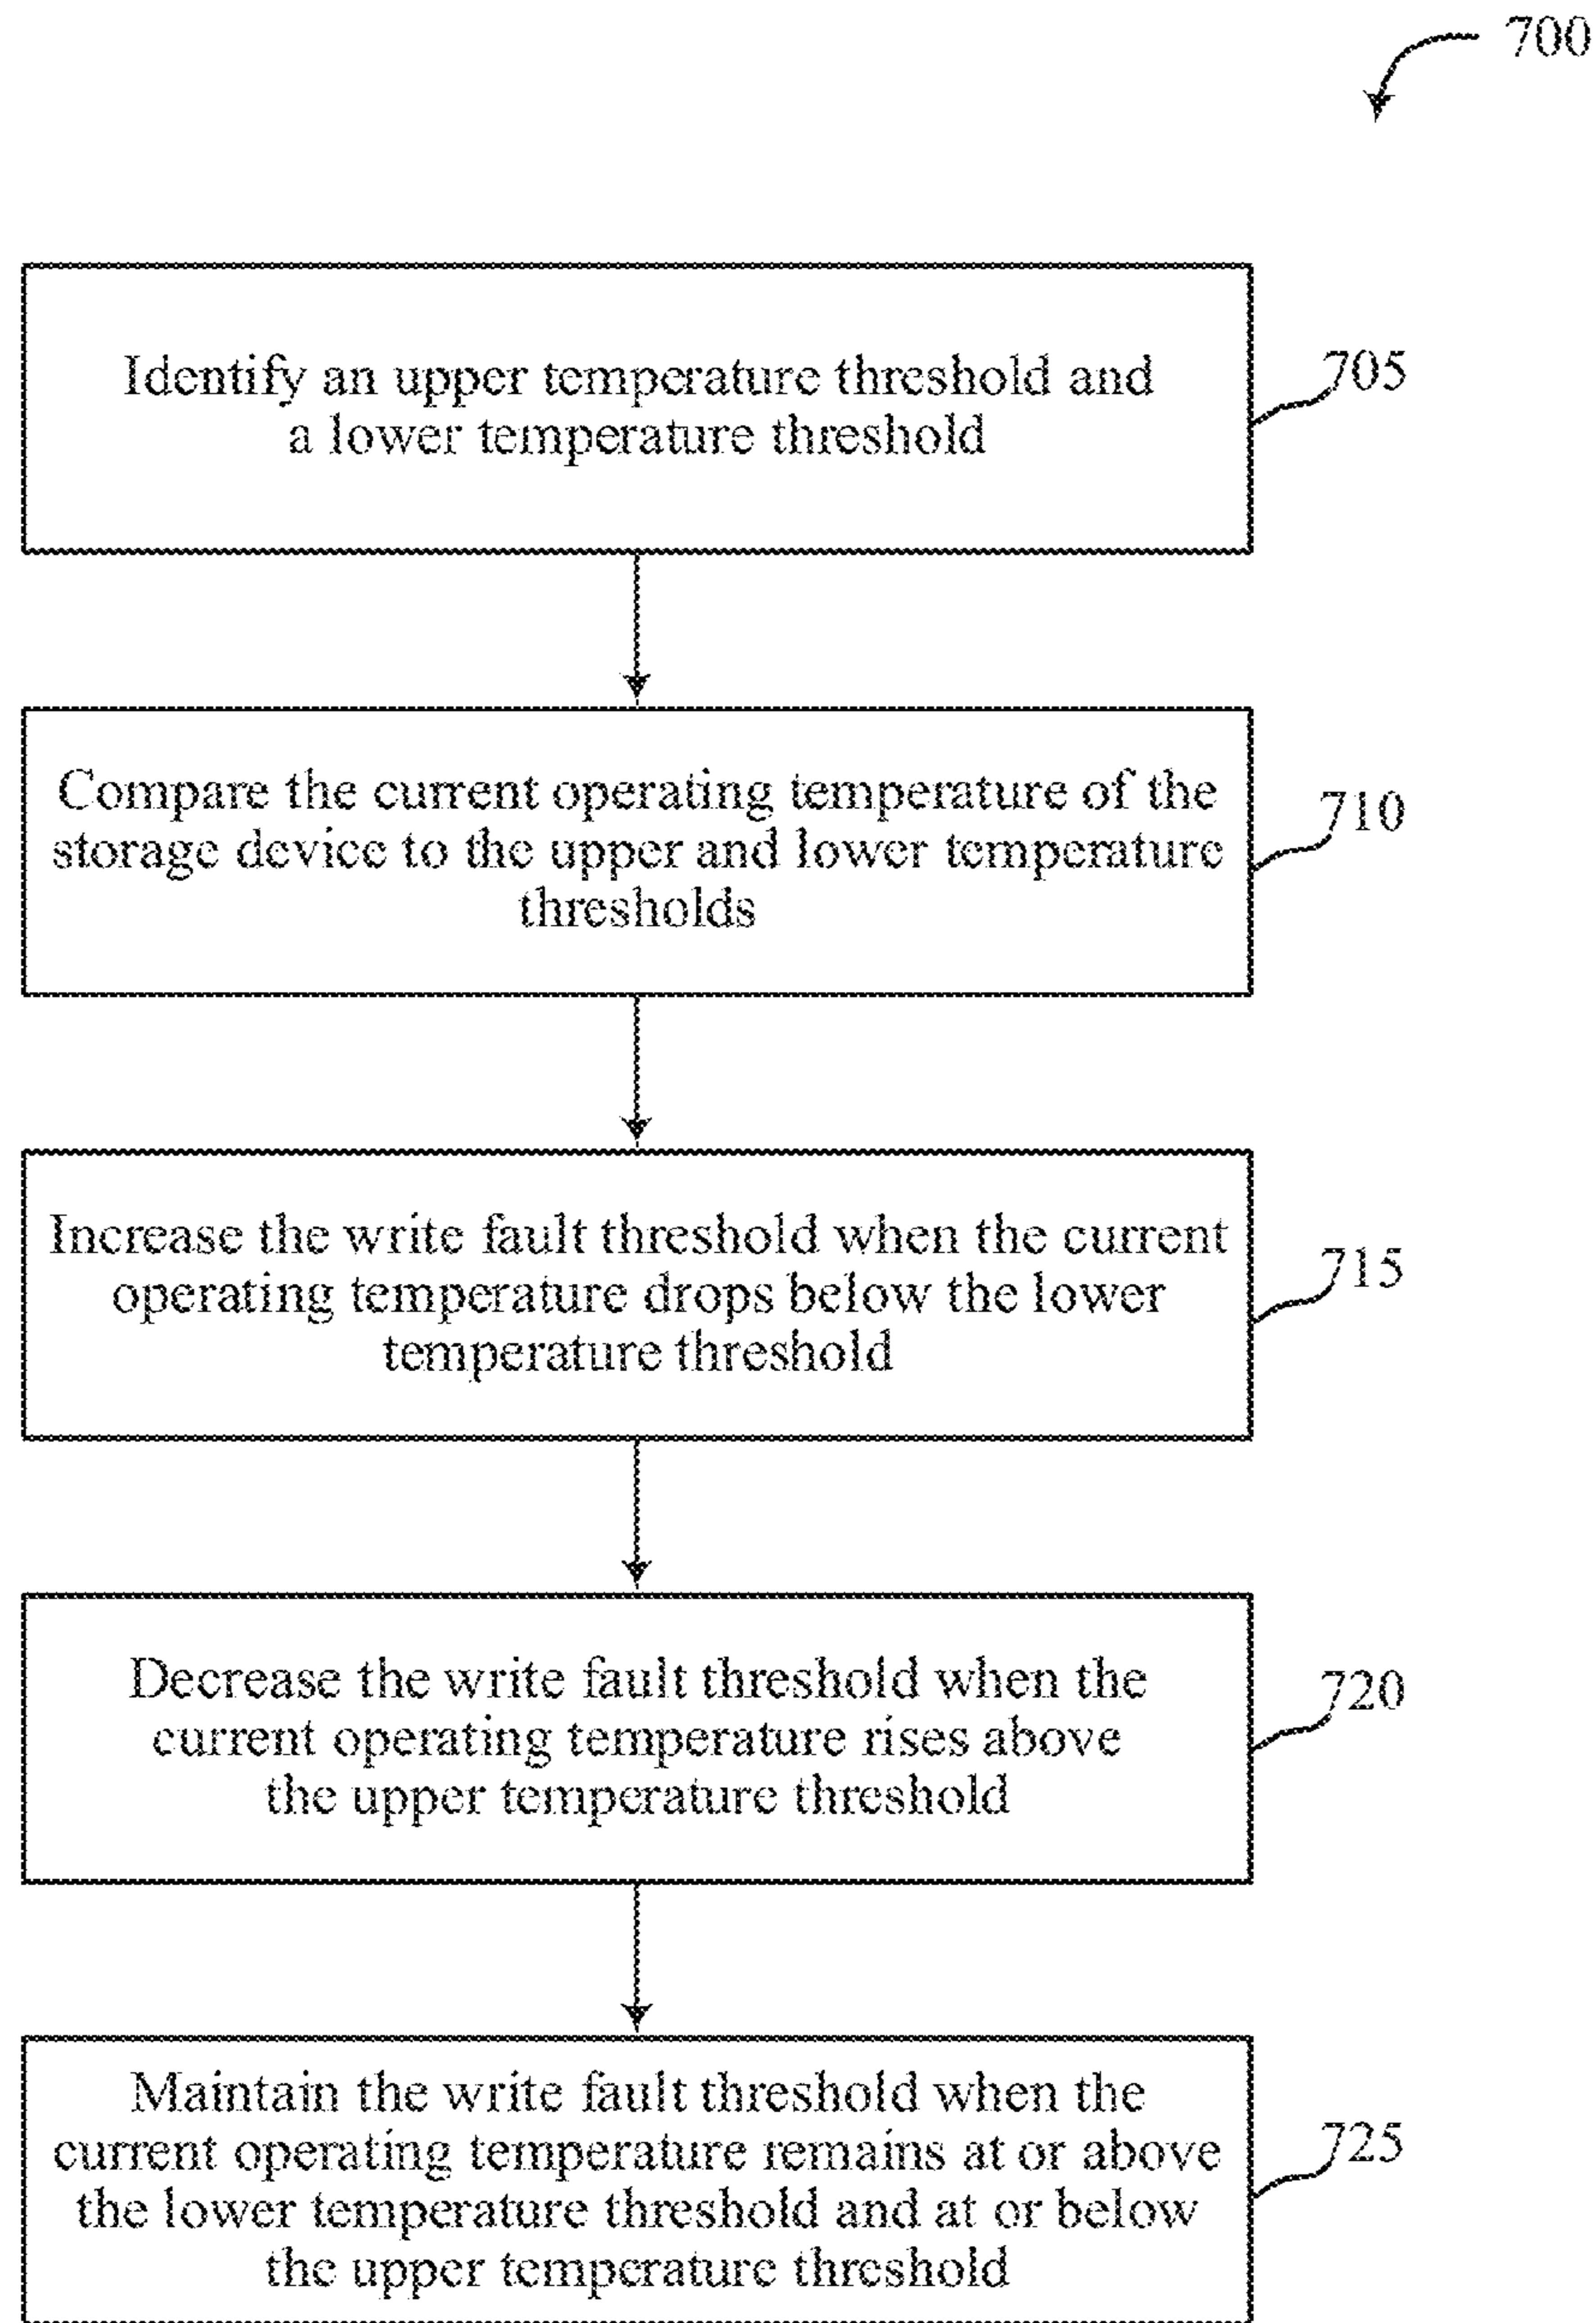 700
Identify an upper temperature threshold and
a lower temperature threshold
705
Compare the current operating temperature of the
storage device to the upper and lower temperature
thresholds
710
Increase the write fault threshold when the current
operating temperature drops below the lower
temperature threshold
715
Decrease the write fault threshold when the
current operating temperature rises above
the upper temperature threshold
720
Maintain the write fault threshold when the
current operating temperature remains at or above
the lower temperature threshold and at or below
the upper temperature threshold
725